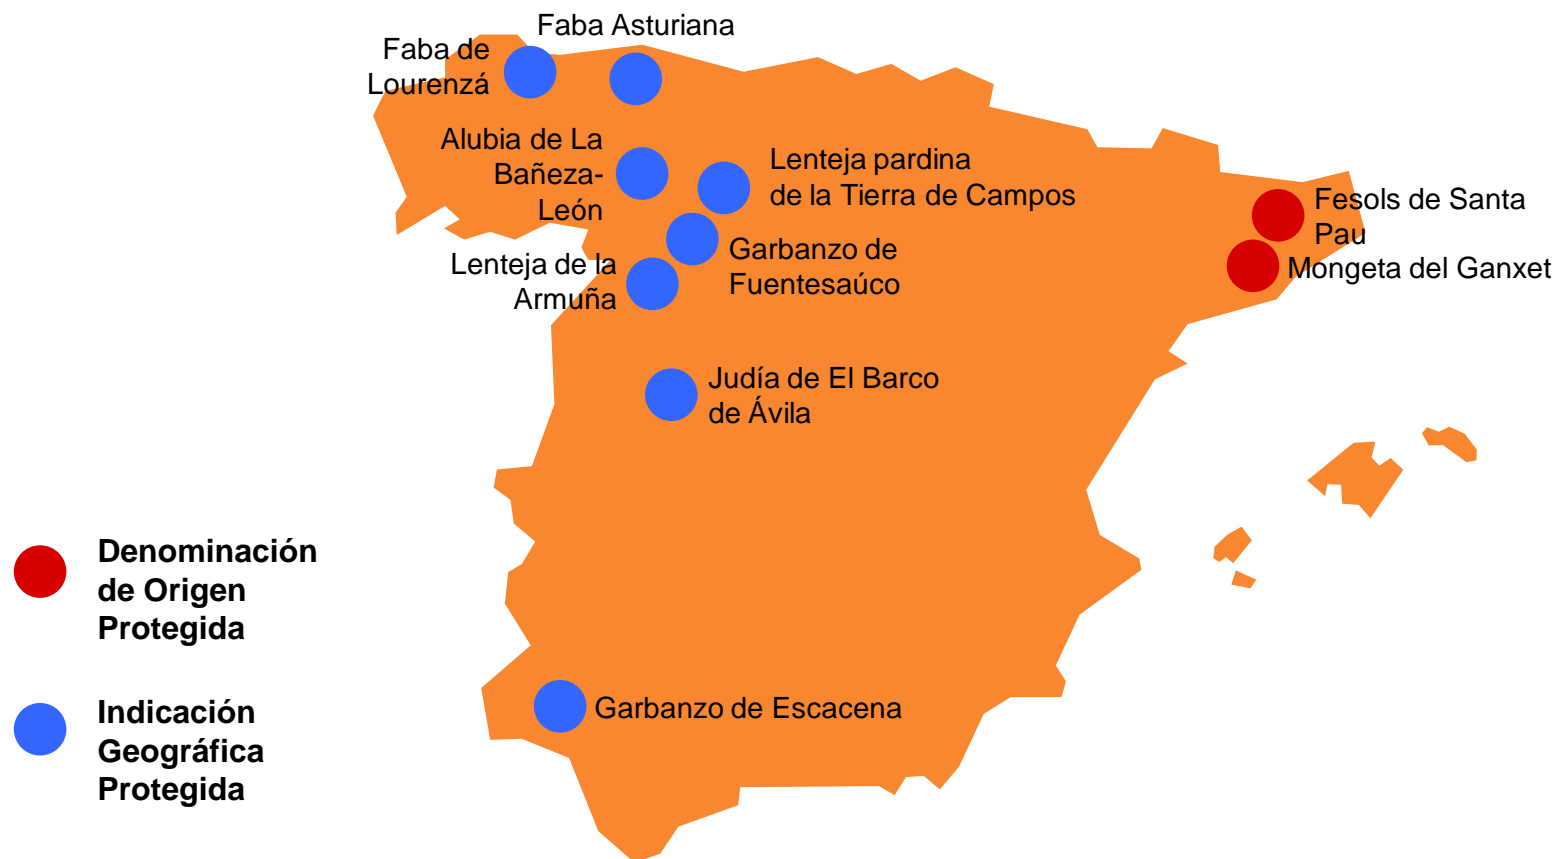 Faba Asturiana
Faba de
Lourenzá
Alubia de La
Bañeza-
León
Lenteja pardina
de la Tierra de Campos
Fesols de Santa
Pau
Mongeta del Ganxet
Garbanzo de
Fuentesaúco
Lenteja de la
Armuña
Judía de El Barco
de Ávila
Denominación
de Origen
Protegida
Indicación
Geográfica
Protegida
Garbanzo de Escacena